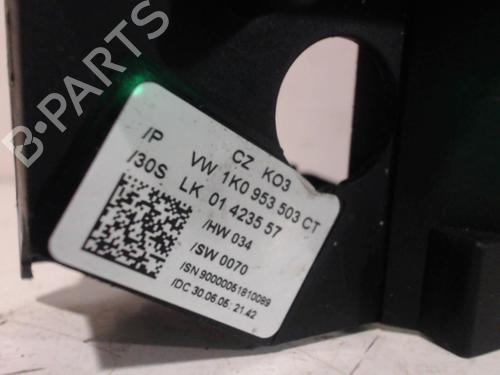 B-PARTS
CZ KO3
/P VW 1K0 953 503 CT
/30S LK 01 4235 57
/HW 034
/SW 0070
/SN 90000051810089
/DC 30.06.05 : 21.42